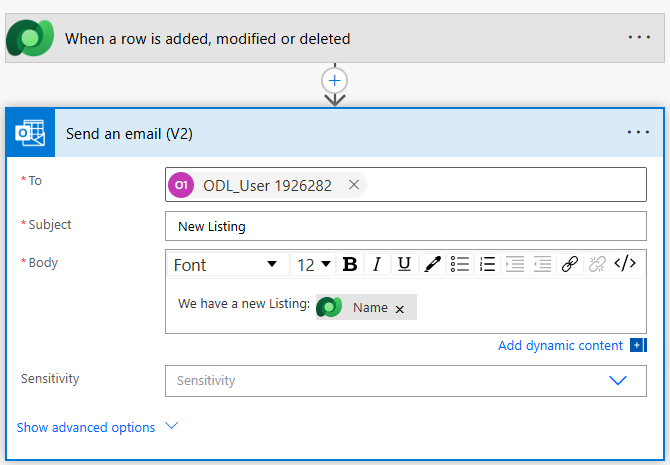 When a row is added, modified or deleted
Send an email (V2)
* To
O1 ODL_User 1926282
* Subject
New Listing
* Body
Font 12 B I U </>
We have a new Listing: Name ×
Add dynamic content
Sensitivity
Sensitivity
Show advanced options